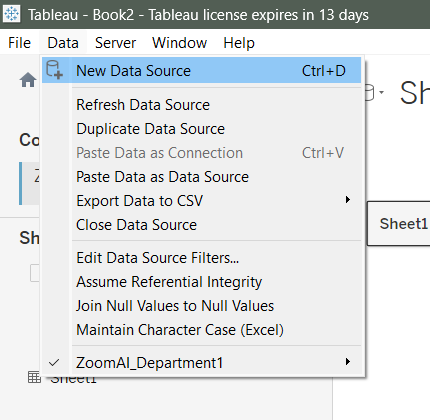 Tableau - Book2 - Tableau license expires in 13 days
File Data Server Window Help
New Data Source Ctrl+D
Refresh Data Source
Duplicate Data Source
Paste Data as Connection Ctrl+V
Paste Data as Data Source
Export Data to CSV
Close Data Source
Edit Data Source Filters...
Assume Referential Integrity
Join Null Values to Null Values
Maintain Character Case (Excel)
ZoomAI_Department1
Co
Sh
Sheet1
Sh
Sheet1